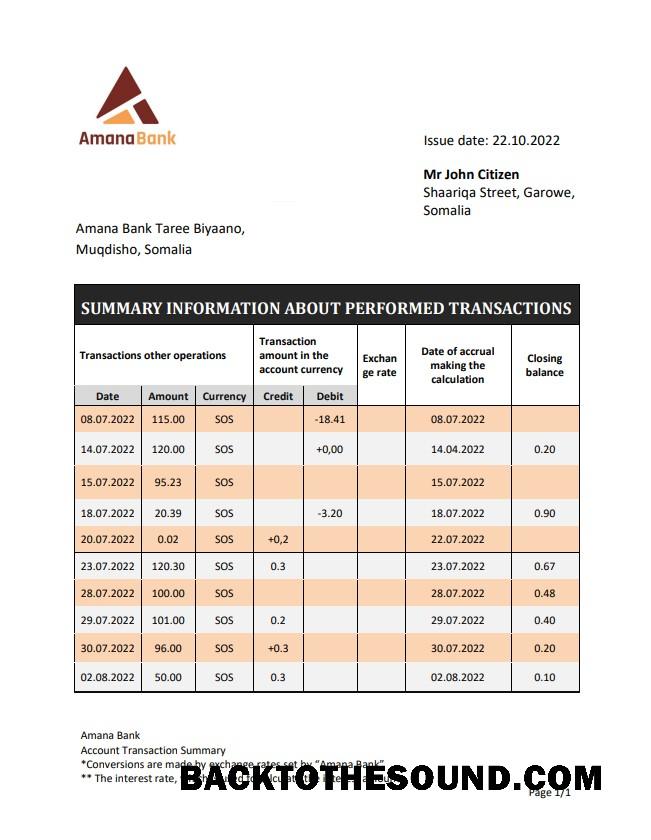 AmanaBank
Issue date: 22.10.2022
Mr John Citizen
Shaariqa Street, Garowe,
Somalia
Amana Bank Taree Biyaano,
Muqdisho, Somalia
SUMMARY INFORMATION ABOUT PERFORMED TRANSACTIONS
Transactions other operations
Transaction
amount in the
account currency
Exchan
ge rate
Date of accrual
making the
calculation
Closing
balance
Date Amount Currency Credit Debit
08.07.2022 115.00 SOS -18.41 08.07.2022
14.07.2022 120.00 SOS +0,00 14.04.2022 0.20
15.07.2022 95.23 SOS 15.07.2022
18.07.2022 20.39 SOS -3.20 18.07.2022 0.90
20.07.2022 0.02 SOS +0,2 22.07.2022
23.07.2022 120.30 SOS 0.3 23.07.2022 0.67
28.07.2022 100.00 SOS 28.07.2022 0.48
29.07.2022 101.00 SOS 0.2 29.07.2022 0.40
30.07.2022 96.00 SOS +0.3 30.07.2022 0.20
02.08.2022 50.00 SOS 0.3 02.08.2022 0.10
Amana Bank
Account Transaction Summary
*Conversions are made by exchange rates set by "Amana Bank"
** The interest rate,
BACKTOTHESOUND.COM
Page 1/1